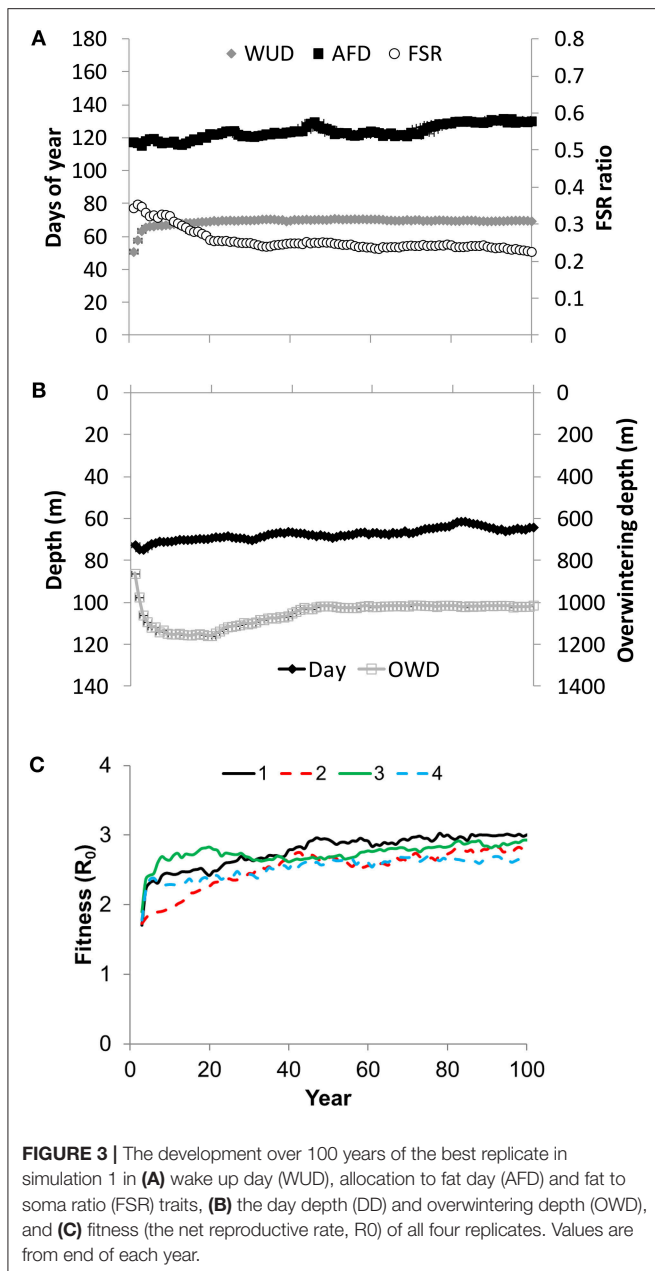 A
WUD AFD FSR
180
160
140
120
100
80
60
40
20
0
Days of year
0.8
0.7
0.6
0.5
0.4
0.3
0.2
0.1
0
FSR ratio
B
0
20
40
60
80
100
120
140
Depth (m)
0
200
400
600
800
1000
1200
1400
Overwintering depth (m)
Day OWD
C
1 2 3 4
4
3
2
1
0
Fitness (R0)
0 20 40 60 80 100
Year
FIGURE 3 | The development over 100 years of the best replicate in
simulation 1 in (A) wake up day (WUD), allocation to fat day (AFD) and fat to
soma ratio (FSR) traits, (B) the day depth (DD) and overwintering depth (OWD),
and (C) fitness (the net reproductive rate, R0) of all four replicates. Values are
from end of each year.